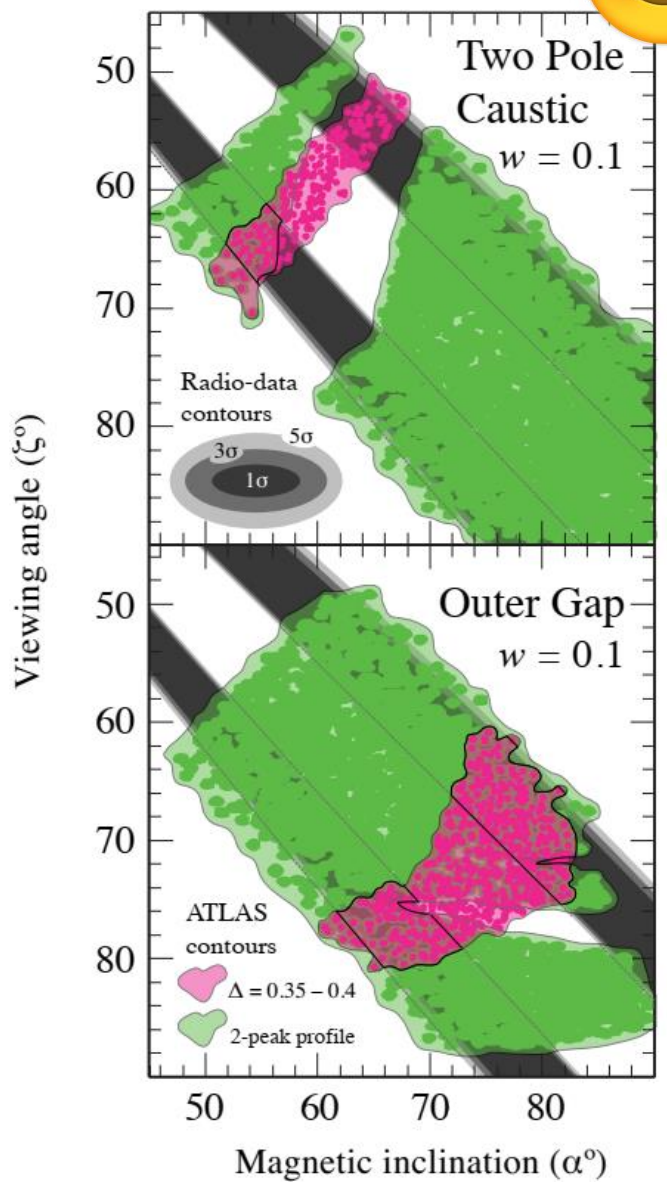 Two Pole
Caustic
w = 0.1
50
60
70
80
Radio-data
contours
5σ
3σ
1σ
Viewing angle (ζº)
Outer Gap
w = 0.1
50
60
70
80
ATLAS
contours
Δ = 0.35 – 0.4
2-peak profile
50
60
70
80
Magnetic inclination (αº)